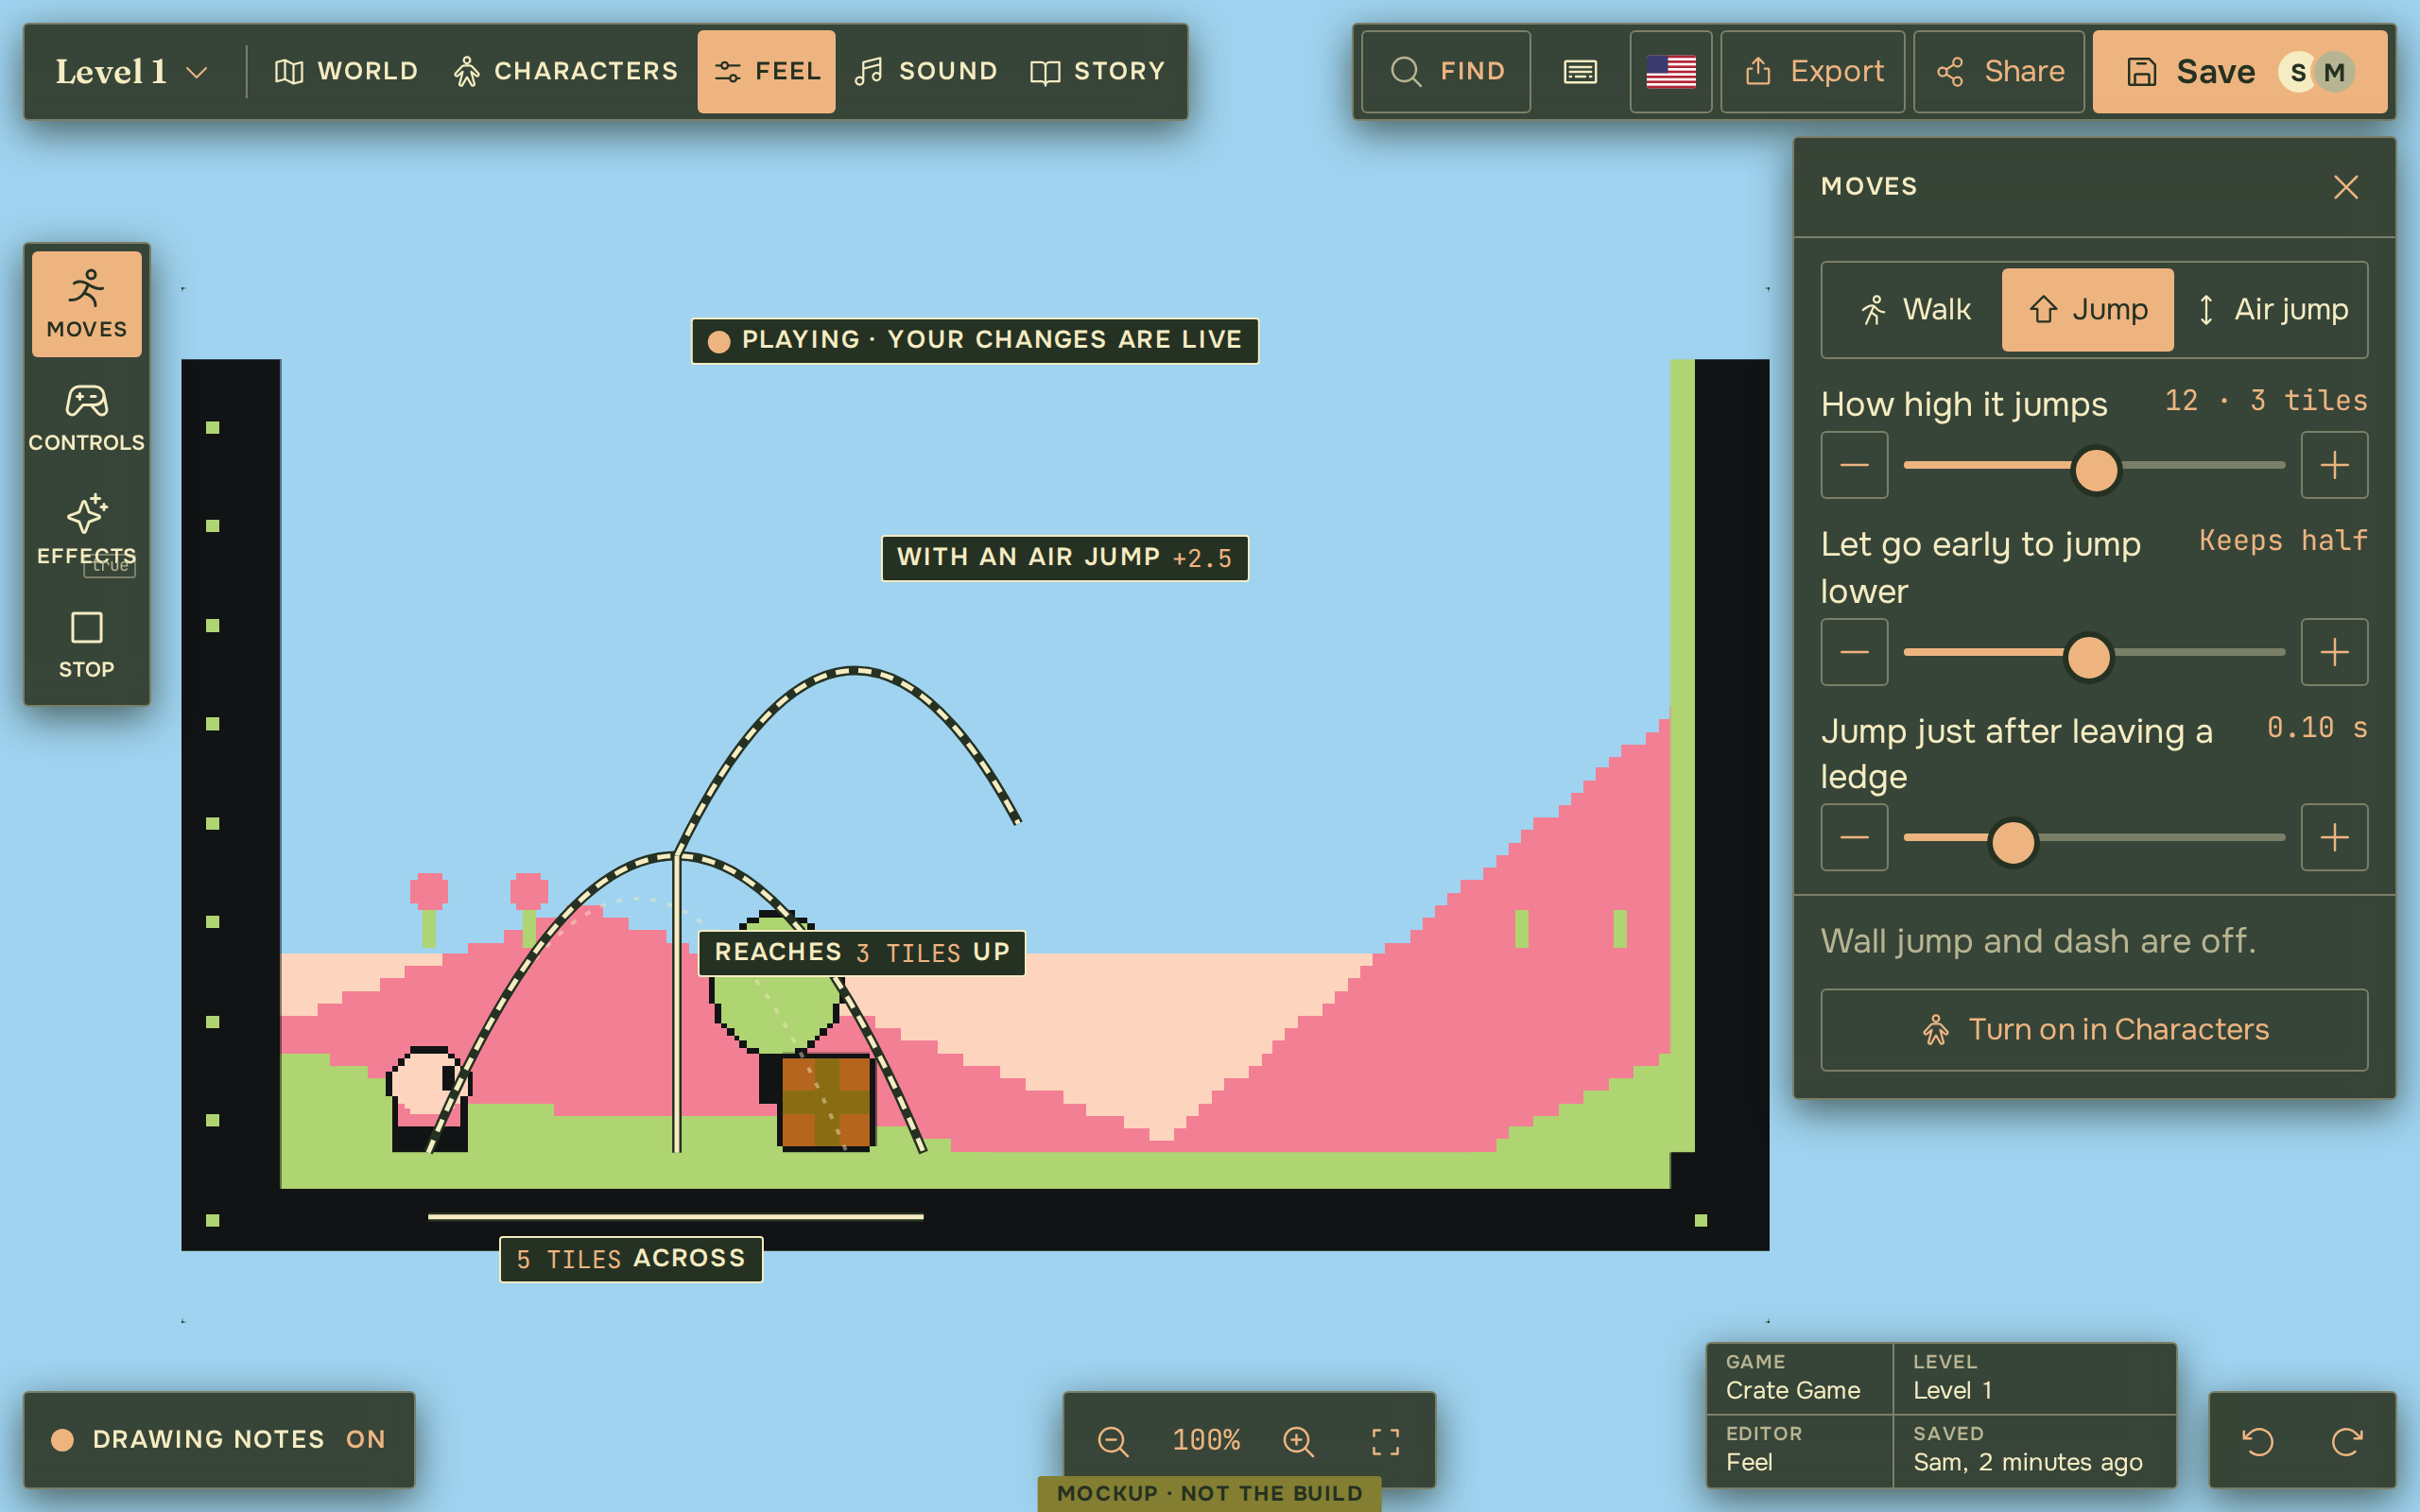 Level 1
WORLD
CHARACTERS
FEEL
SOUND
STORY
FIND
Export
Share
Save
S
M
MOVES
CONTROLS
EFFECTS
true
STOP
PLAYING · YOUR CHANGES ARE LIVE
WITH AN AIR JUMP +2.5
REACHES 3 TILES UP
5 TILES ACROSS
MOVES
Walk
Jump
Air jump
How high it jumps
12 · 3 tiles
Let go early to jump
lower
Keeps half
Jump just after leaving a
ledge
0.10 s
Wall jump and dash are off.
Turn on in Characters
DRAWING NOTES ON
100%
MOCKUP · NOT THE BUILD
GAME
Crate Game
LEVEL
Level 1
EDITOR
Feel
SAVED
Sam, 2 minutes ago